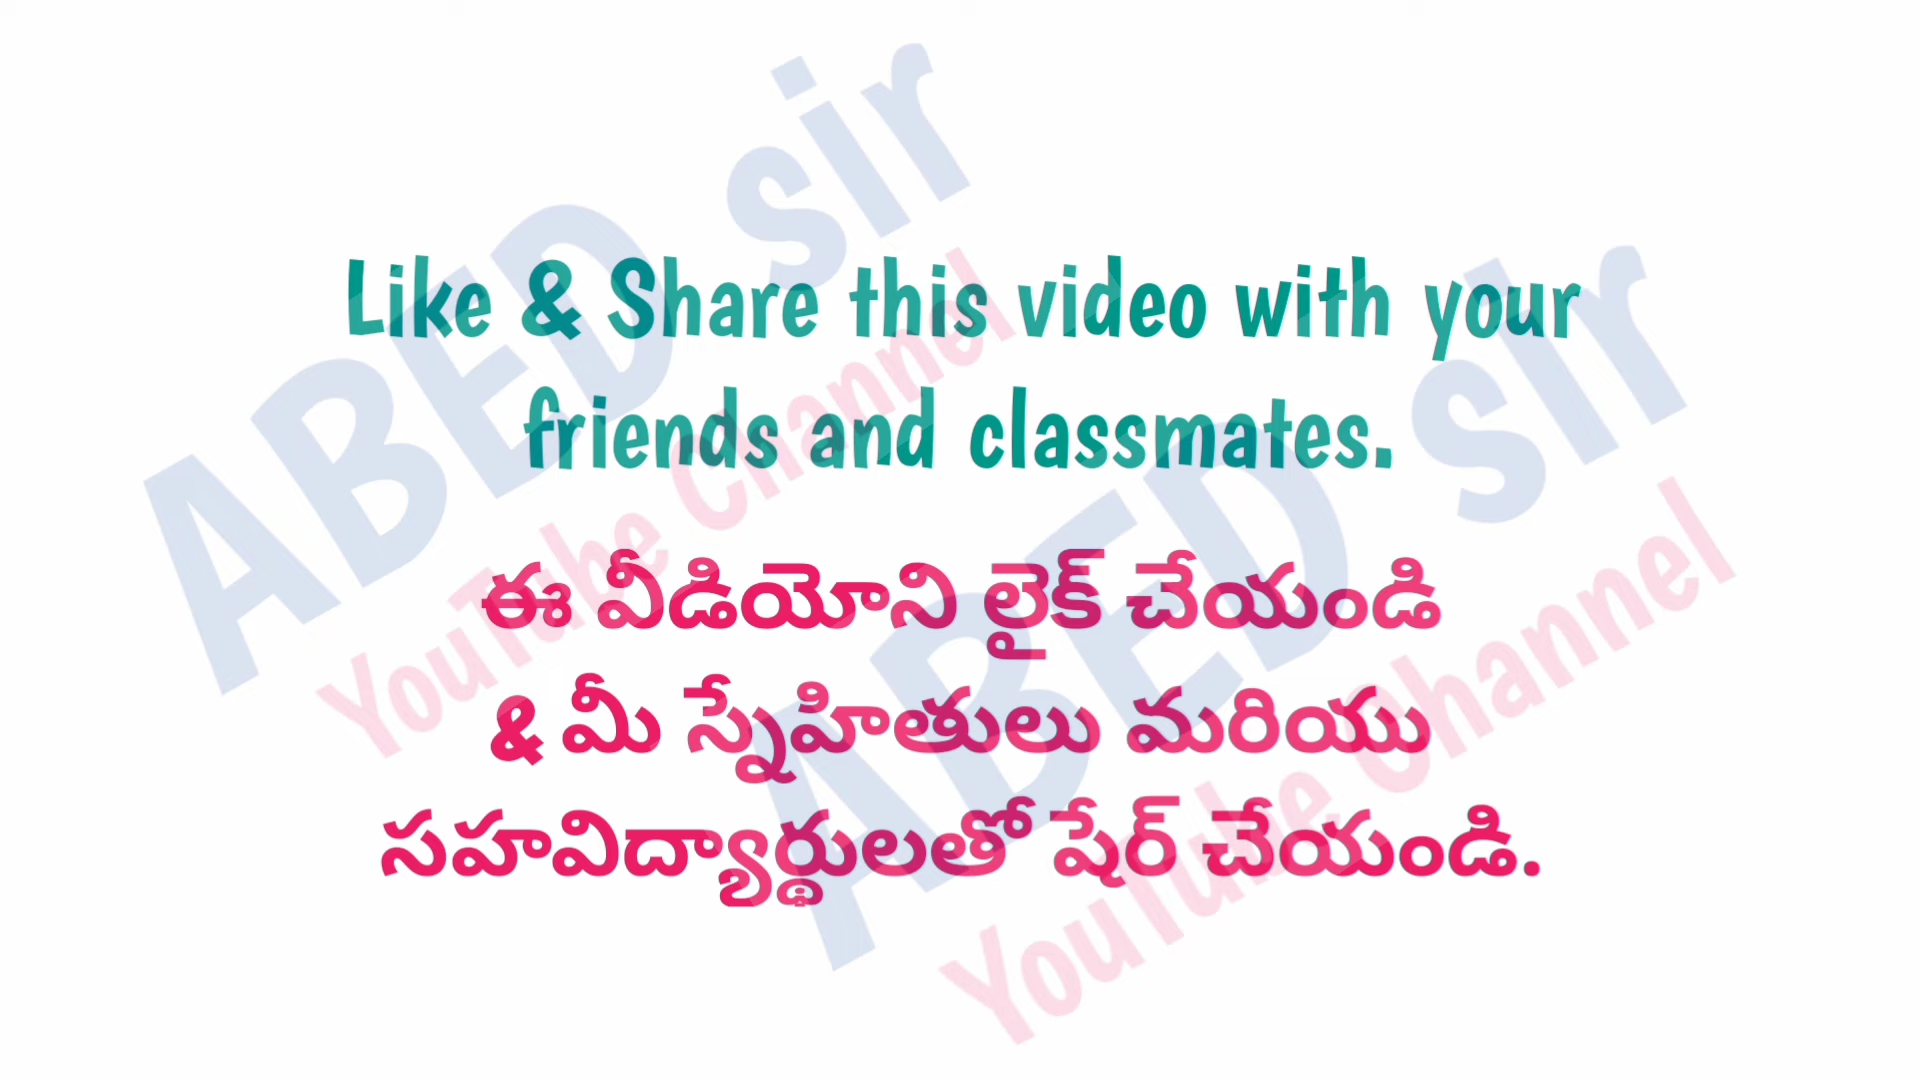 ABED sir
YouTube Channel
Like & Share this video with your
friends and classmates.
ఈ వీడియోని లైక్ చేయండి
& మీ స్నేహితులు మరియు
సహవిద్యార్థులతో షేర్ చేయండి.
ABED sir
YouTube Channel